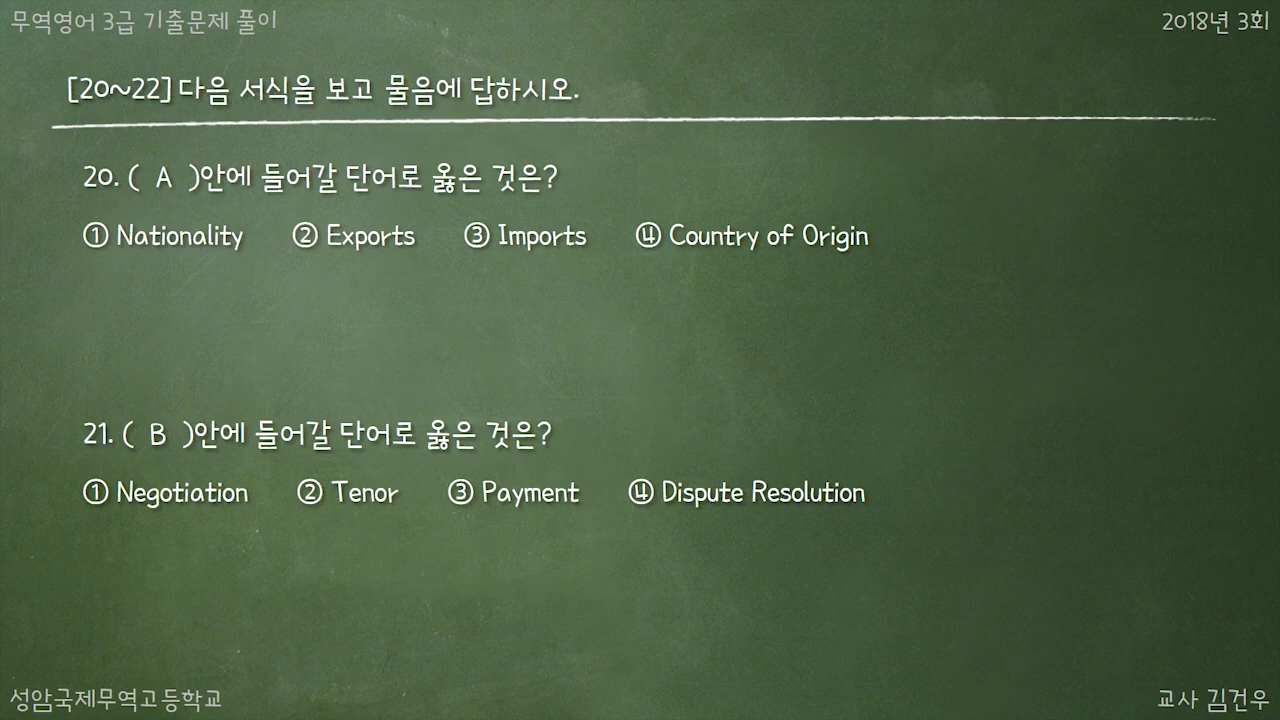 무역영어 3급 기출문제 풀이
2018년 3회
[20~22] 다음 서식을 보고 물음에 답하시오.
20. ( A )안에 들어갈 단어로 옳은 것은?
① Nationality ② Exports ③ Imports ④ Country of Origin
21. ( B )안에 들어갈 단어로 옳은 것은?
① Negotiation ② Tenor ③ Payment ④ Dispute Resolution
성암국제무역고등학교
교사 김건우